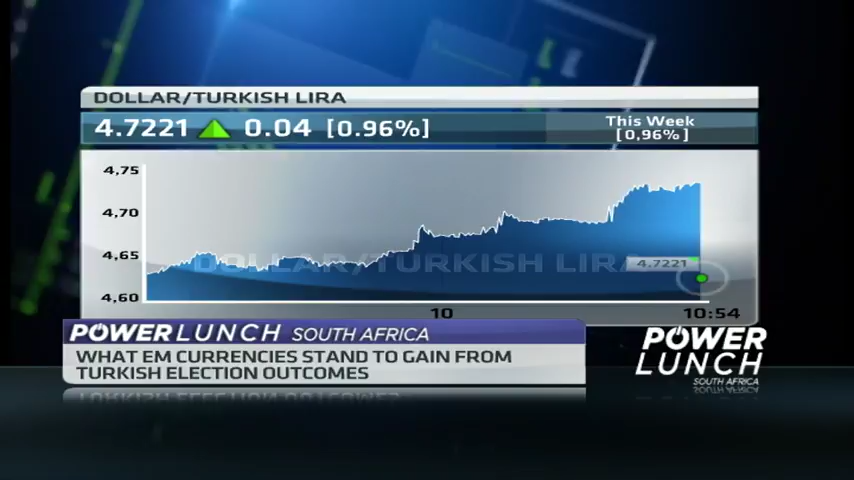 DOLLAR/TURKISH LIRA
4.7221 0.04 [0.96%]
This Week
[0,96%]
4,75
4,70
4,65
4,60
DOLLAR/TURKISH LIRA
4.7221
10
10:54
POWER LUNCH SOUTH AFRICA
WHAT EM CURRENCIES STAND TO GAIN FROM
TURKISH ELECTION OUTCOMES
POWER
LUNCH
SOUTH AFRICA